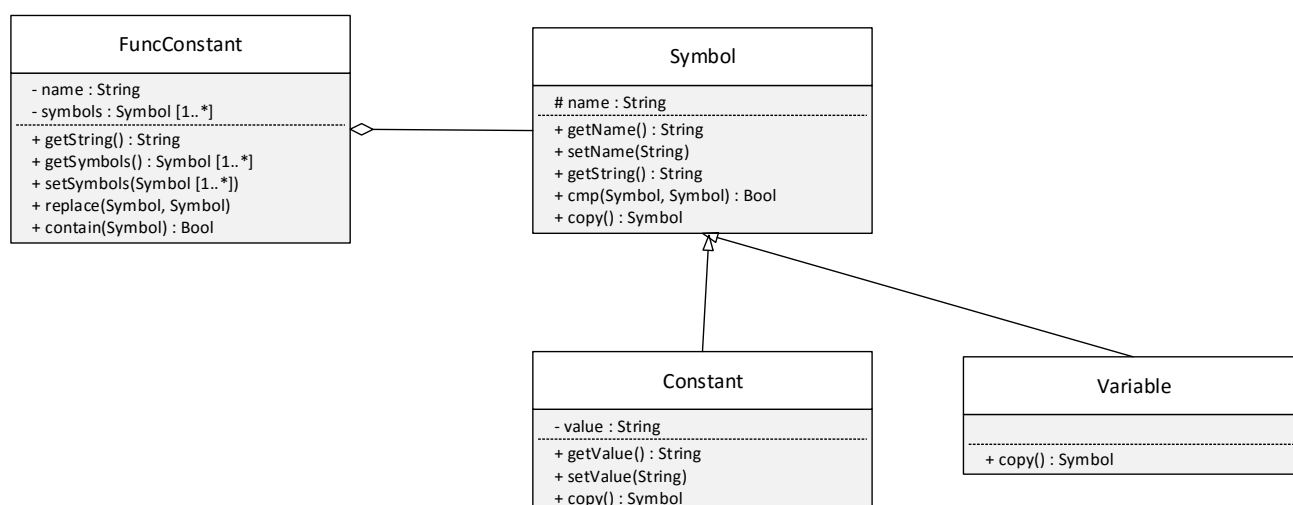 FuncConstant
- name : String
- symbols : Symbol [1..*]
+ getString() : String
+ getSymbols() : Symbol [1..*]
+ setSymbols(Symbol [1..*])
+ replace(Symbol, Symbol)
+ contain(Symbol) : Bool
Symbol
# name : String
+ getName() : String
+ setName(String)
+ getString() : String
+ cmp(Symbol, Symbol) : Bool
+ copy() : Symbol
Constant
- value : String
+ getValue() : String
+ setValue(String)
+ copy() : Symbol
Variable
+ copy() : Symbol